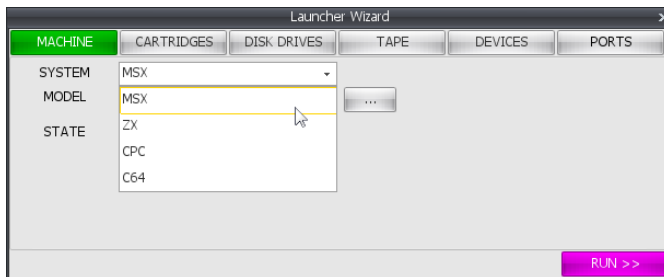 Launcher Wizard x
MACHINE CARTRIDGES DISK DRIVES TAPE DEVICES PORTS
SYSTEM MSX
MODEL MSX ...
ZX
STATE
CPC
C64
RUN >>